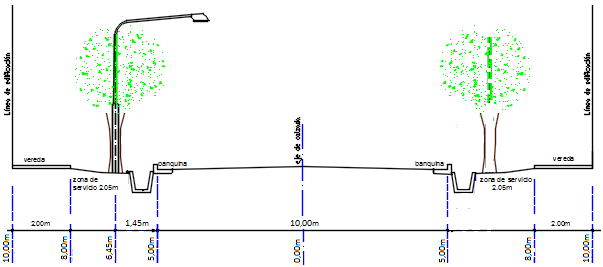 Línea de edificación
Línea de edificación
eje de calzada
vereda
zona de
servicio 2.05m
banquina
banquina
zona de servicio
2.05m
vereda
2.00m
1,45m
10,00m
2.00m
10,00m
8,00m
6,45m
5,00m
0,00m
5,00m
8,00m
10,00m